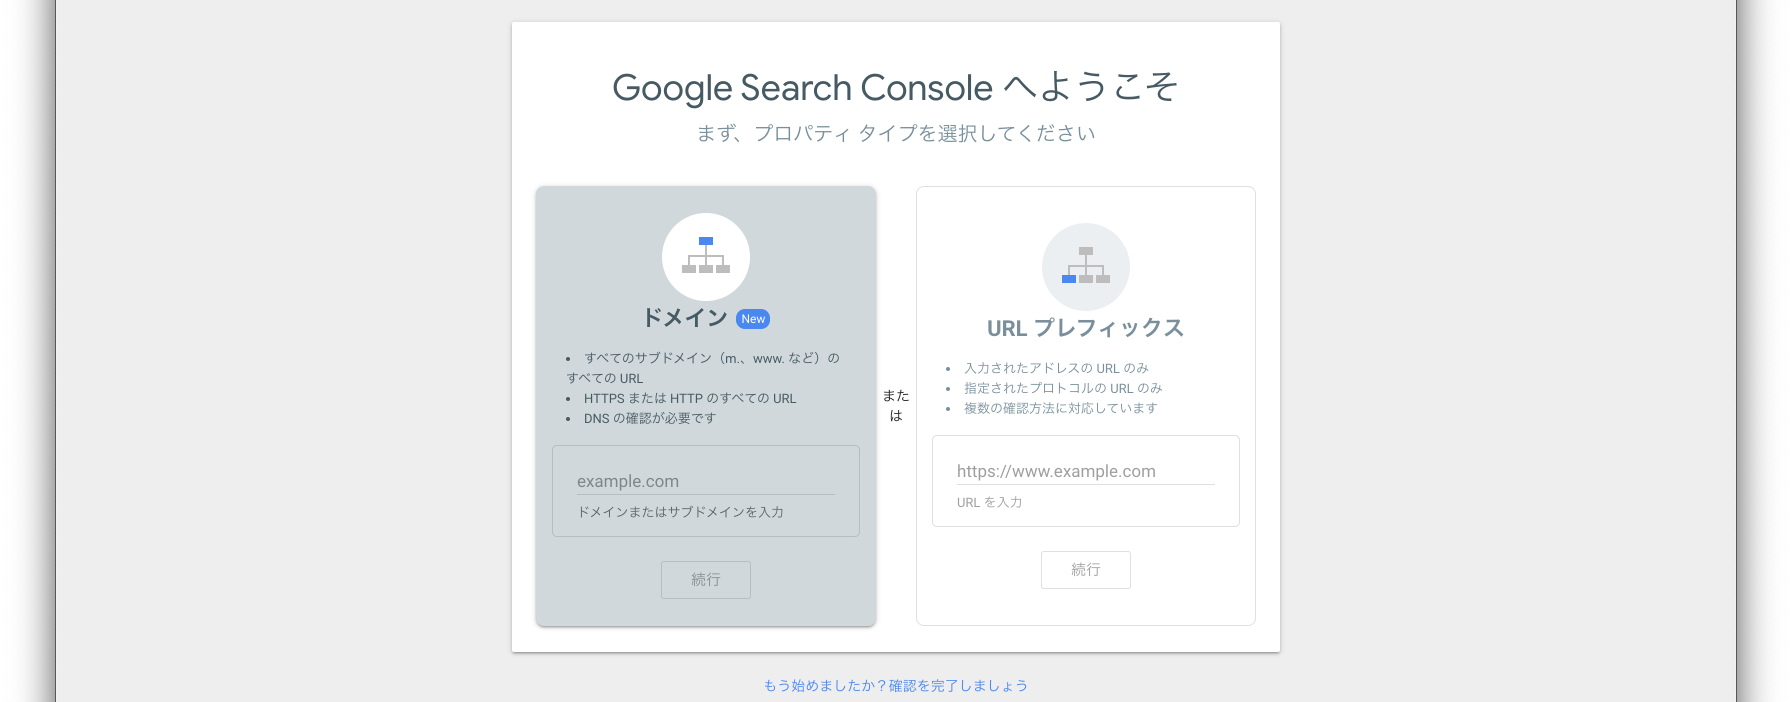 Google Search Console へようこそ
まず、プロパティ タイプを選択してください
ドメイン New
すべてのサブドメイン（m.、www. など）の
すべての URL
HTTPS または HTTP のすべての URL
DNS の確認が必要です
example.com
ドメインまたはサブドメインを入力
続行
また
は
URL プレフィックス
入力されたアドレスの URL のみ
指定されたプロトコルの URL のみ
複数の確認方法に対応しています
https://www.example.com
URL を入力
続行
もう始めましたか？確認を完了しましょう